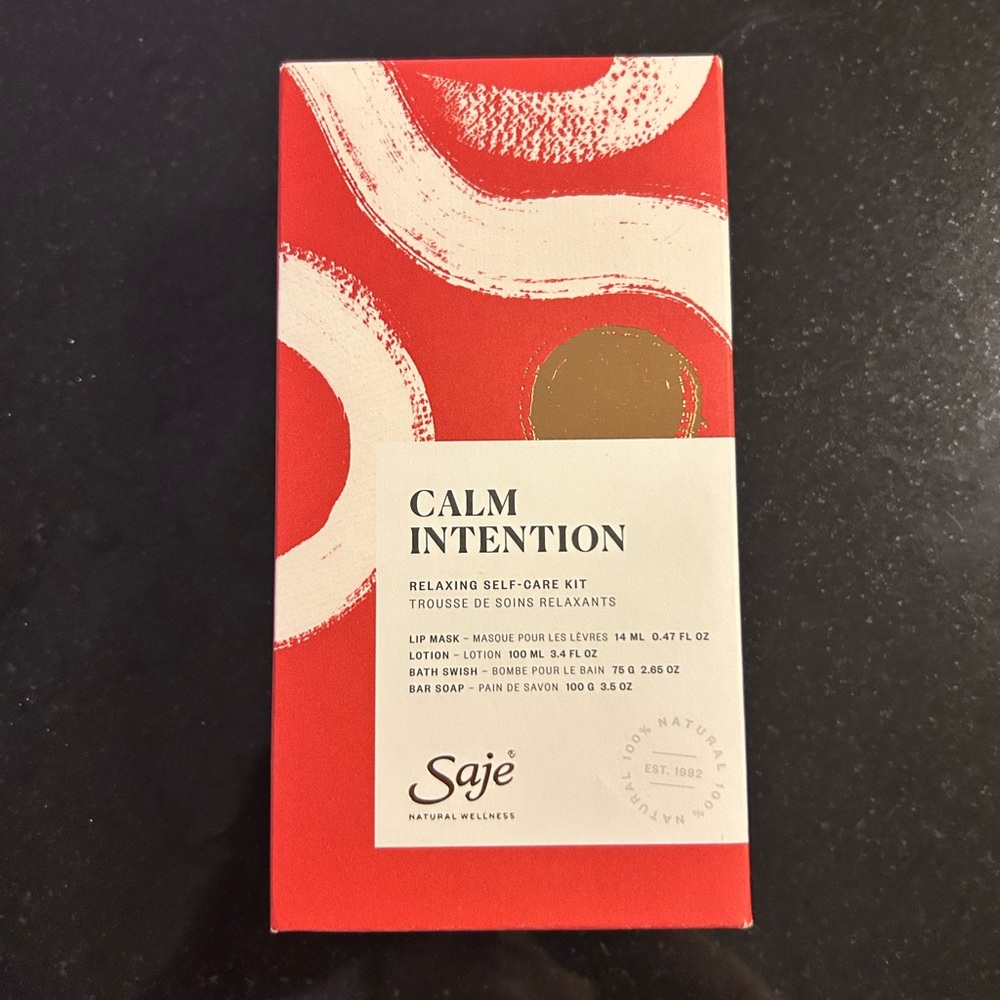 CALM
INTENTION
RELAXING SELF-CARE KIT
TROUSSE DE SOINS RELAXANTS
LIP MASK – MASQUE POUR LES LÈVRES 14 ML 0.47 FL OZ
LOTION – LOTION 100 ML 3.4 FL OZ
BATH SWISH – BOMBE POUR LE BAIN 75 G 2.65 OZ
BAR SOAP – PAIN DE SAVON 100 G 3.5 OZ
Saje®
NATURAL WELLNESS
100% NATURAL 100% NATURAL
EST. 1992